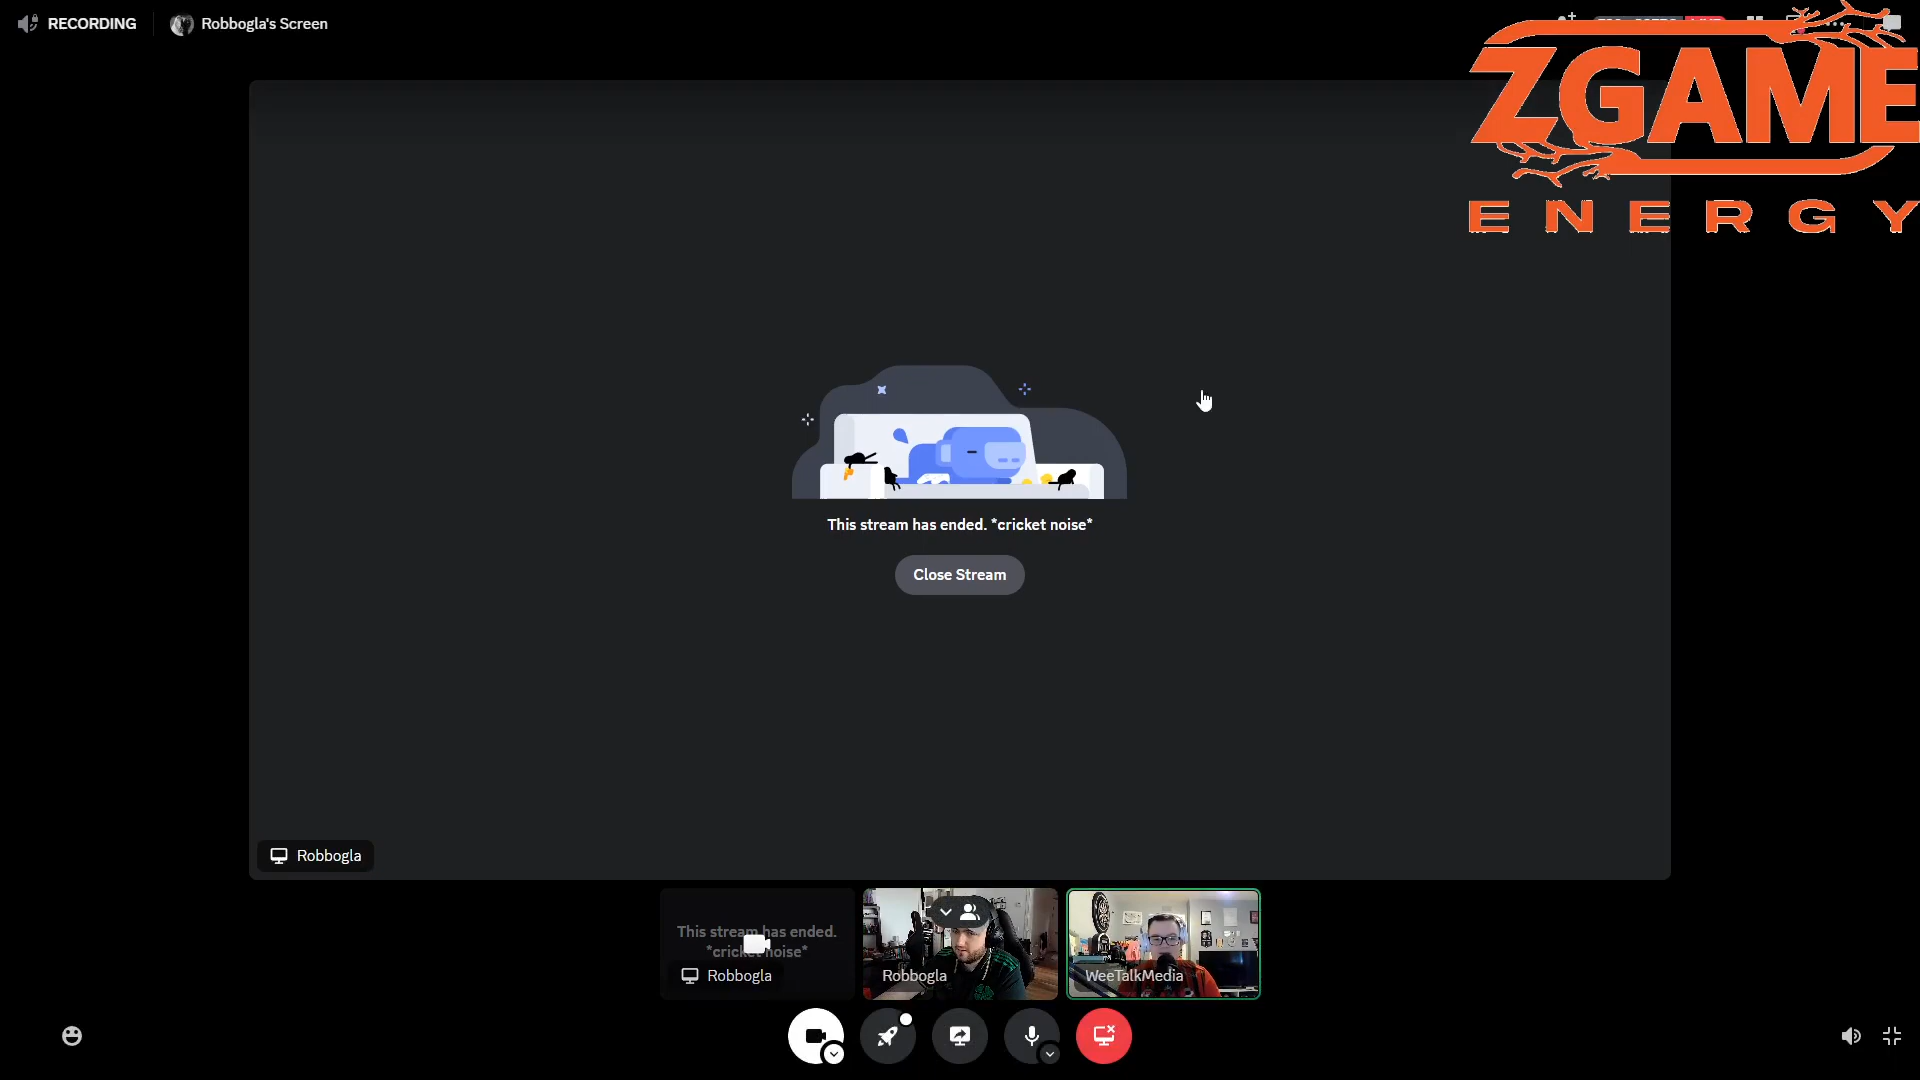 RECORDING
Robbogla's Screen
ZGAME
ENERGY
This stream has ended. *cricket noise*
Close Stream
Robbogla
This stream has ended.
*cricket noise*
Robbogla
Robbogla
WeeTalkMedia